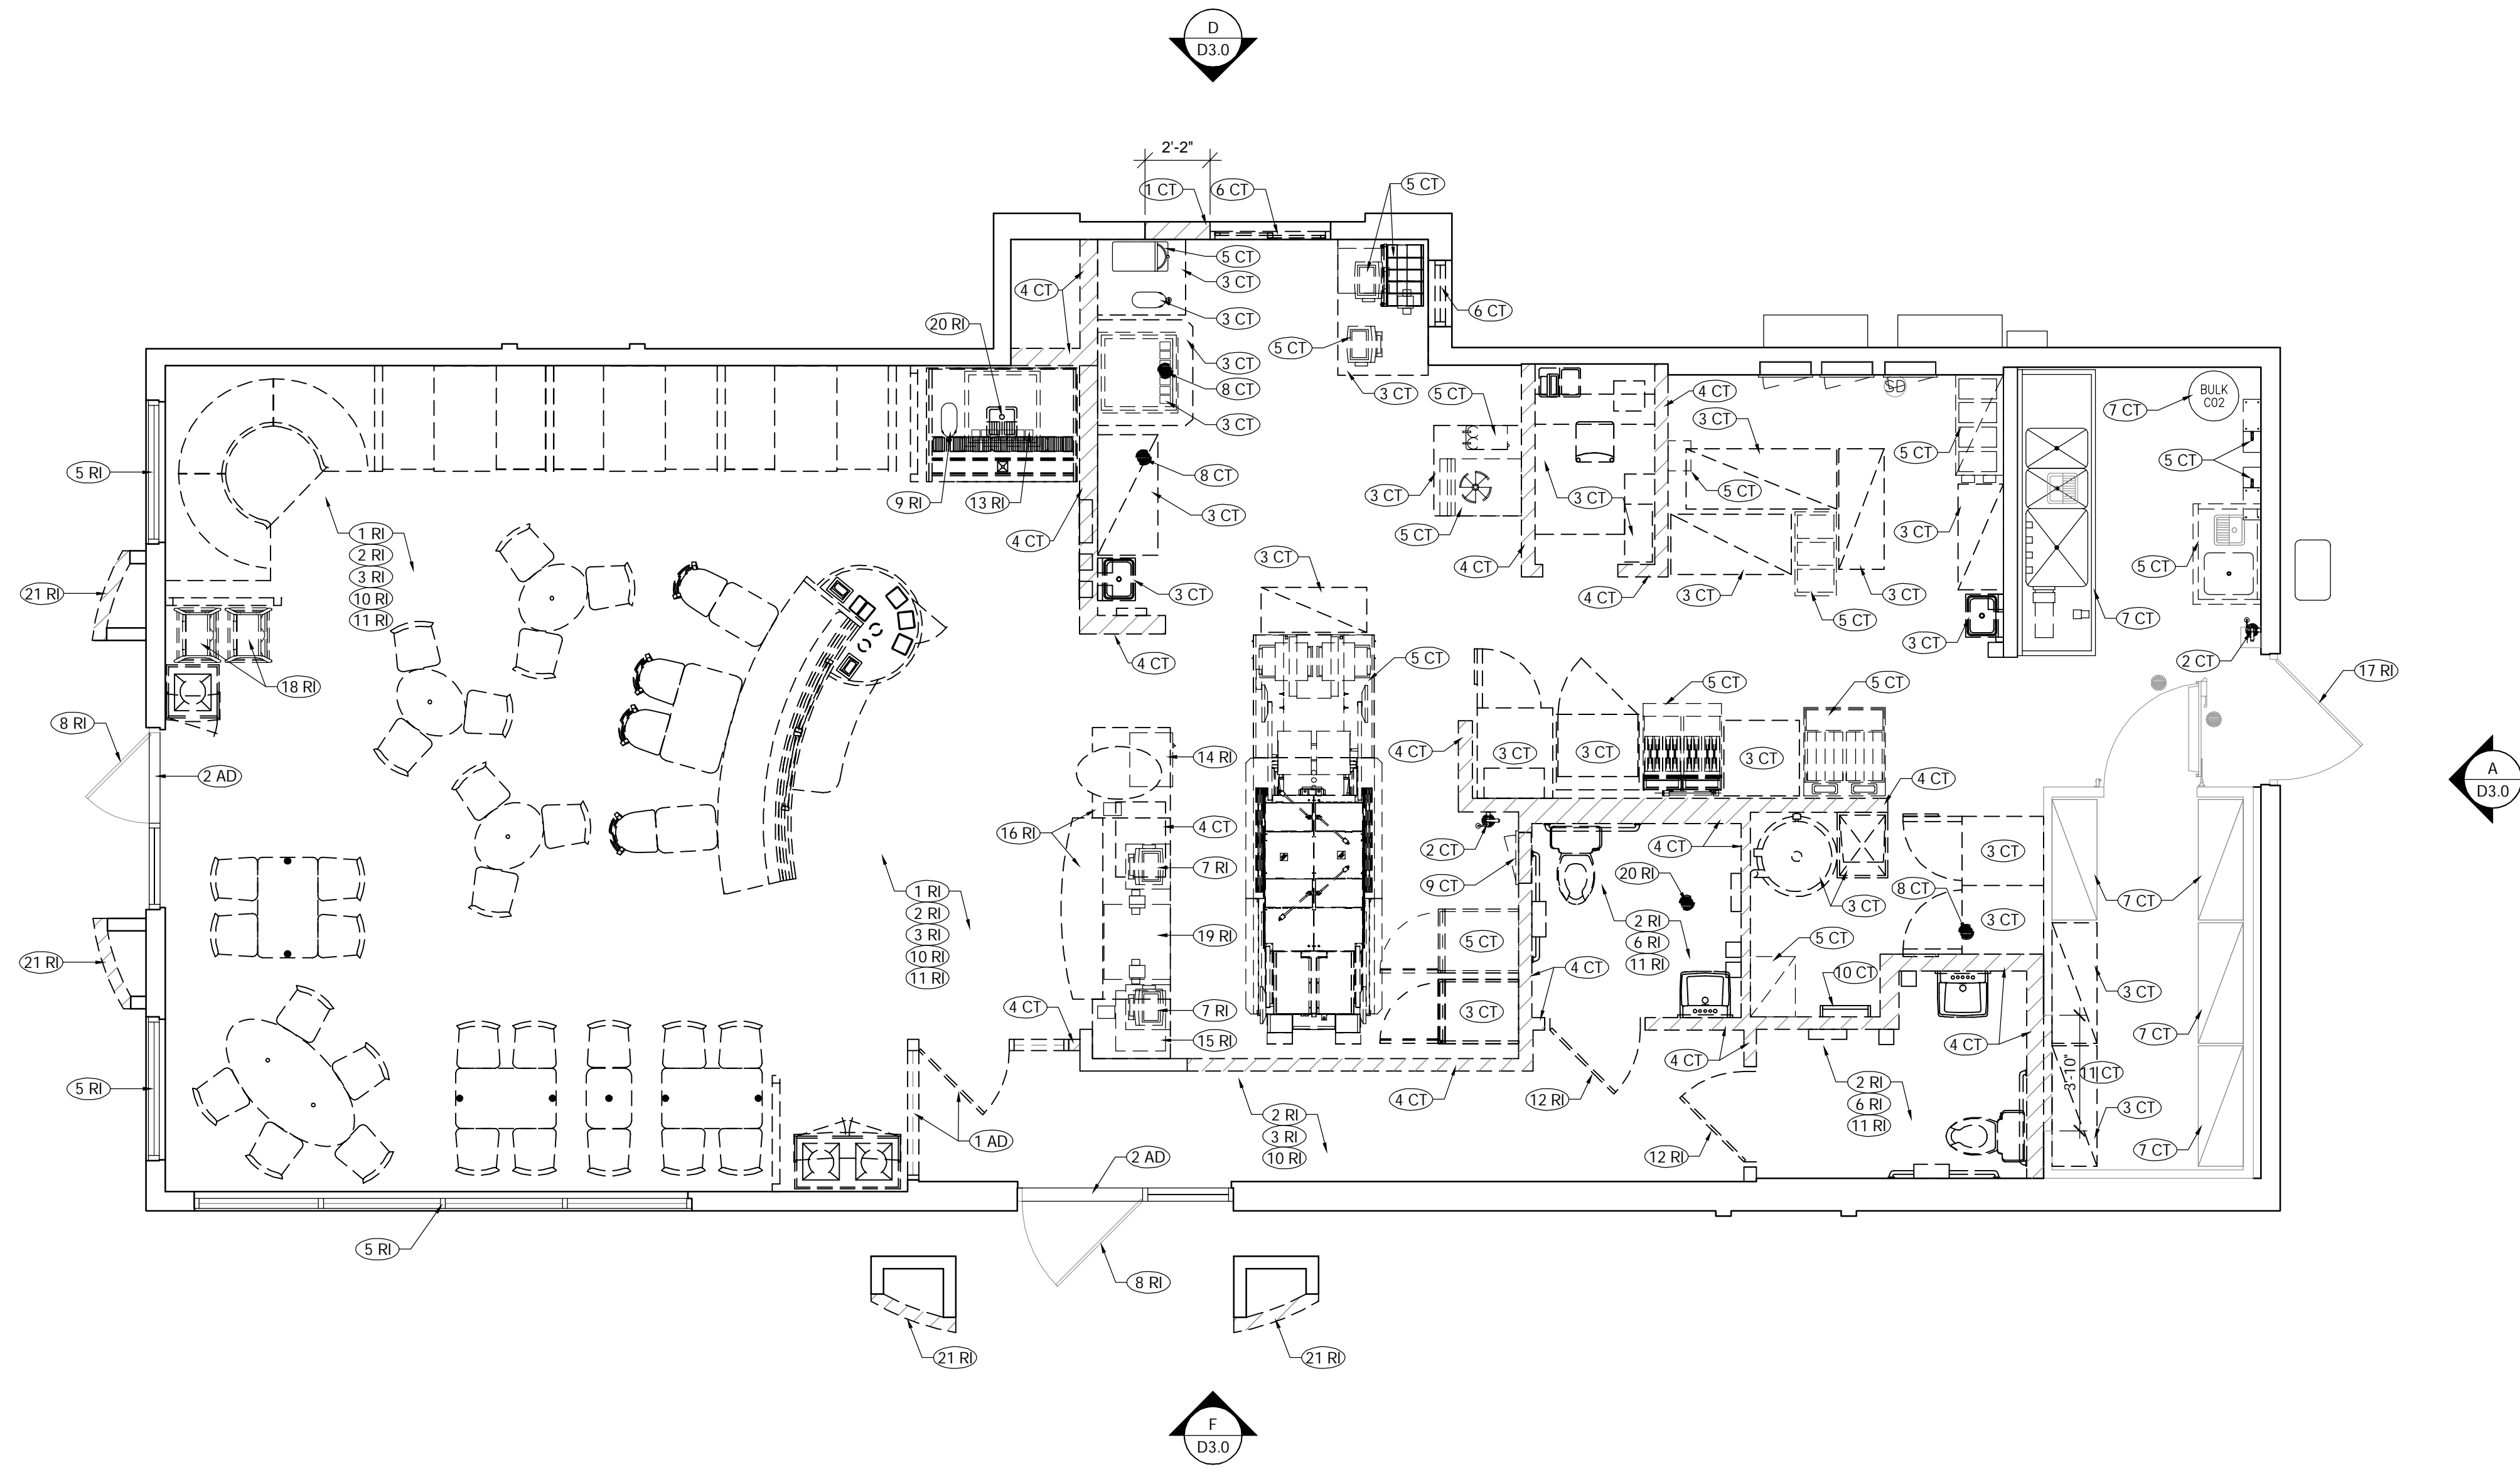 D
D3.0
2'-2"
1 CT
6 CT
5 CT
5 CT
3 CT
4 CT
3 CT
6 CT
20 RI
5 CT
3 CT
8 CT
3 CT
5 CT
4 CT
BULK
CO2
SD
7 CT
3 CT
3 CT
5 CT
5 CT
5 RI
8 CT
3 CT
3 CT
5 CT
9 RI
13 RI
3 CT
5 CT
3 CT
1 RI
2 RI
3 RI
10 RI
11 RI
4 CT
3 CT
5 CT
4 CT
5 CT
21 RI
3 CT
4 CT
3 CT
3 CT
5 CT
7 CT
3 CT
4 CT
5 CT
2 CT
17 RI
18 RI
5 CT
5 CT
8 RI
14 RI
4 CT
3 CT
3 CT
3 CT
2 AD
4 CT
A
D3.0
16 RI
4 CT
2 CT
4 CT
3 CT
7 RI
20 RI
9 CT
8 CT
7 CT
1 RI
2 RI
3 RI
10 RI
11 RI
3 CT
3 CT
2 RI
6 RI
11 RI
19 RI
5 CT
5 CT
21 RI
4 CT
10 CT
3 CT
4 CT
7 RI
3 CT
7 CT
15 RI
4 CT
4 CT
5 RI
2 RI
6 RI
11 RI
3'-10"
11 CT
4 CT
12 RI
3 CT
2 RI
3 RI
10 RI
1 AD
2 AD
12 RI
7 CT
5 RI
8 RI
21 RI
21 RI
F
D3.0